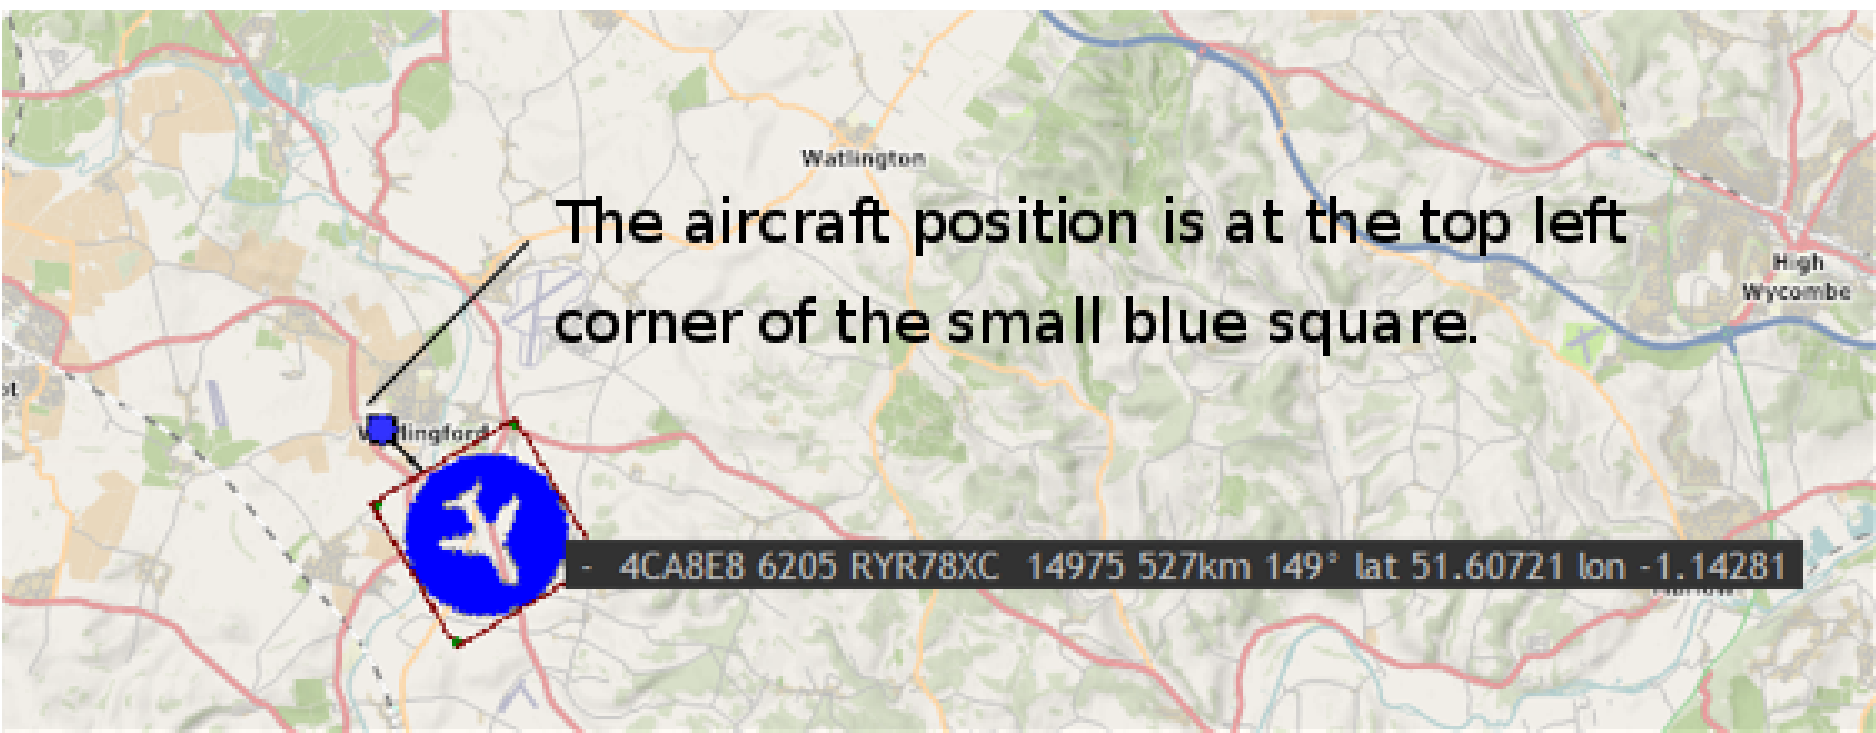 Watlington
The aircraft position is at the top left
High
Wycombe
corner of the small blue square.
- 4CA8E8 6205 RYR78XC 14975 527km 149° lat 51.60721 lon -1.14281